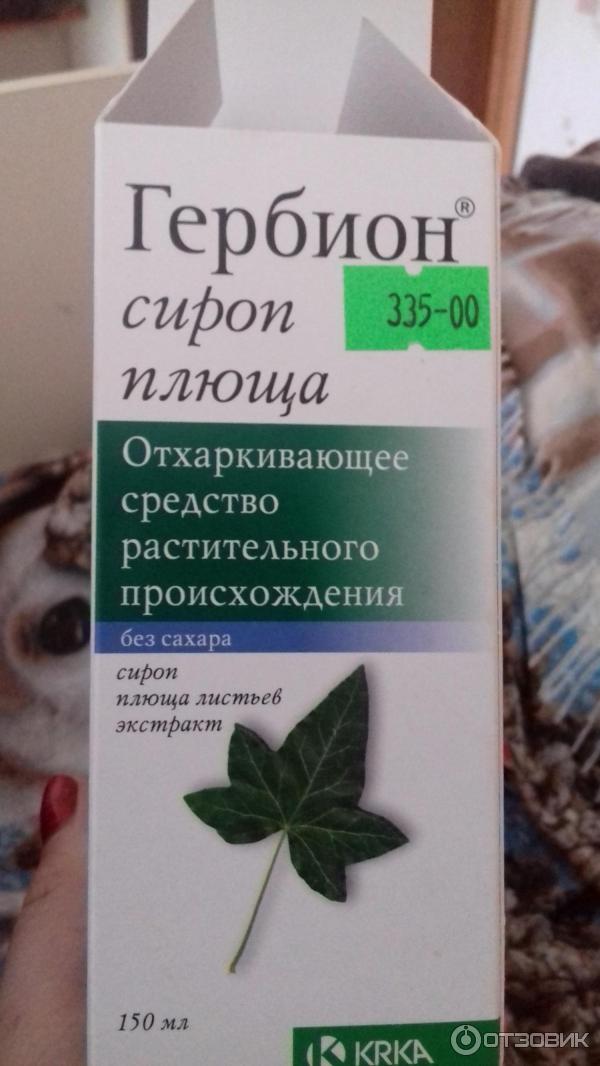 Гербион®
сироп
335-00
плюща
Отхаркивающее
средство
растительного
происхождения
без сахара
сироп
плюща листьев
экстракт
150 мл
KRKA
ОТЗОВИК